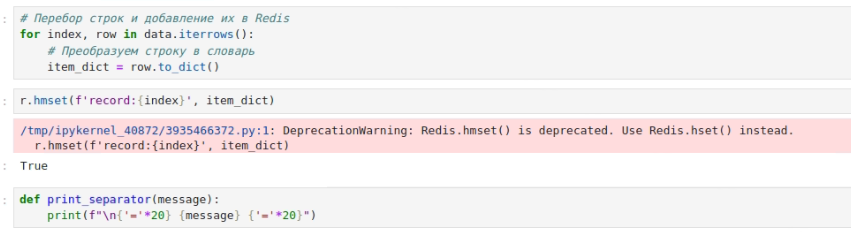 : # Перебор строк и добавление их в Redis
for index, row in data.iterrows():
    # Преобразуем строку в словарь
    item_dict = row.to_dict()
: r.hmset(f'record:{index}', item_dict)
/tmp/ipykernel_40872/3935466372.py:1: DeprecationWarning: Redis.hmset() is deprecated. Use Redis.hset() instead.
  r.hmset(f'record:{index}', item_dict)
: True
: def print_separator(message):
    print(f"\n{'='*20} {message} {'='*20}")